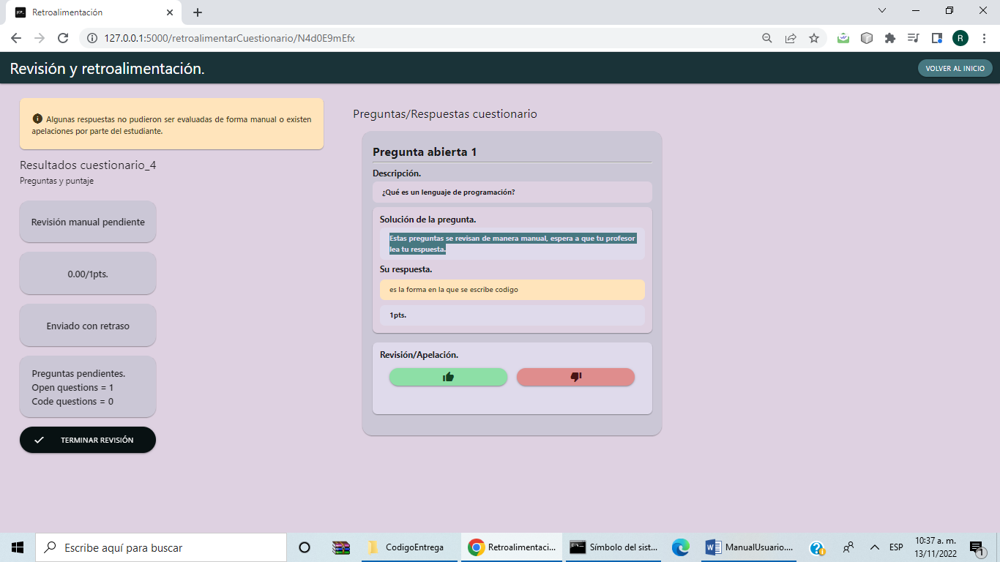 Retroalimentación
127.0.0.1:5000/retroalimentarCuestionario/N4d0E9mEfx
R
Revisión y retroalimentación.
VOLVER AL INICIO
Algunas respuestas no pudieron ser evaluadas de forma manual o existen
apelaciones por parte del estudiante.
Resultados cuestionario_4
Preguntas y puntaje
Revisión manual pendiente
0.00/1pts.
Enviado con retraso
Preguntas pendientes.
Open questions = 1
Code questions = 0
TERMINAR REVISIÓN
Preguntas/Respuestas cuestionario
Pregunta abierta 1
Descripción.
¿Qué es un lenguaje de programación?
Solución de la pregunta.
Estas preguntas se revisan de manera manual, espera a que tu profesor
lea tu respuesta.
Su respuesta.
es la forma en la que se escribe codigo
1pts.
Revisión/Apelación.
Escribe aquí para buscar
CodigoEntrega
Retroalimentaci...
Símbolo del sist...
ManualUsuario....
ESP
10:37 a. m.
13/11/2022
1